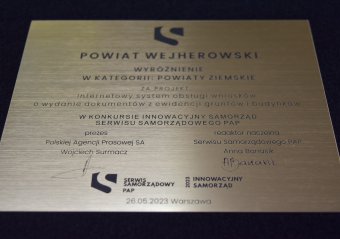 POWIAT WEJHEROWSKI
WYRÓŻNIENIE
W KATEGORII: POWIATY ZIEMSKIE
ZA PROJEKT
Internetowy system obsługi wniosków
o wydanie dokumentów z ewidencji gruntów i budynków
W KONKURSIE INNOWACYJNY SAMORZĄD
SERWISU SAMORZĄDOWEGO PAP
prezes
Polskiej Agencji Prasowej SA
Wojciech Surmacz
redaktor naczelna
Serwisu Samorządowego PAP
Anna Banasik
SERWIS
SAMORZĄDOWY
PAP
2023
INNOWACYJNY
SAMORZĄD
26.05.2023 Warszawa